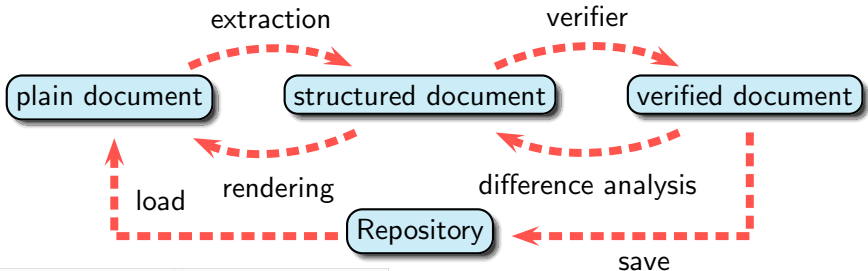 extraction
verifier
plain document
structured document
verified document
rendering
difference analysis
load
Repository
save